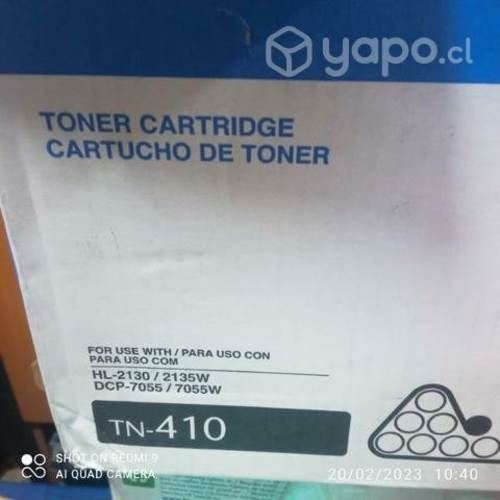 yapo.cl
TONER CARTRIDGE
CARTUCHO DE TONER
FOR USE WITH / PARA USO CON
PARA USO COM
HL-2130 / 2135W
DCP-7055 / 7055W
TN-410
SHOT ON REDMI 9
AI QUAD CAMERA
20/02/2023 10:40